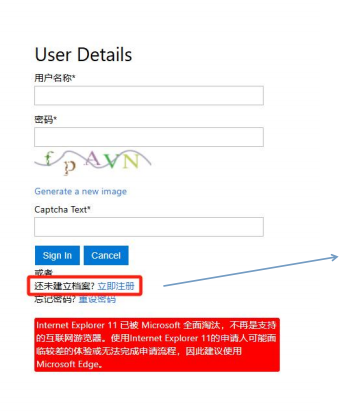 User Details
用户名称*
密码*
fpAVN
Generate a new image
Captcha Text*
Sign In Cancel
或者
还未建立档案? 立即注册
忘记密码? 重设密码
Internet Explorer 11 已被 Microsoft 全面淘汰，不再是支持
的互联网游览器。使用Internet Explorer 11的申请人可能面
临较差的体验或无法完成申请流程，因此建议使用
Microsoft Edge。